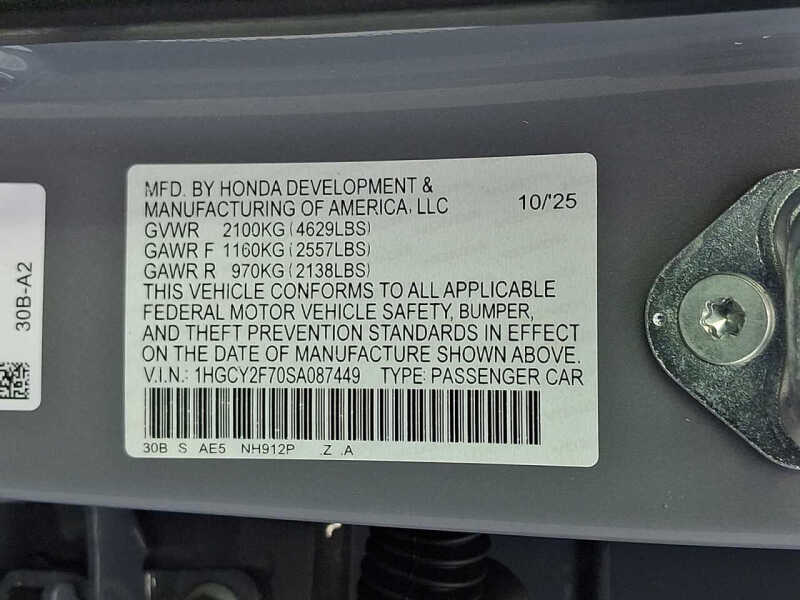 MFD. BY HONDA DEVELOPMENT &
MANUFACTURING OF AMERICA, LLC 10/'25
GVWR 2100KG (4629LBS)
GAWR F 1160KG (2557LBS)
GAWR R 970KG (2138LBS)
THIS VEHICLE CONFORMS TO ALL APPLICABLE
FEDERAL MOTOR VEHICLE SAFETY, BUMPER,
AND THEFT PREVENTION STANDARDS IN EFFECT
ON THE DATE OF MANUFACTURE SHOWN ABOVE.
V.I.N.: 1HGCY2F70SA087449 TYPE: PASSENGER CAR
30B S AE5 NH912P .Z .A
30B-A2